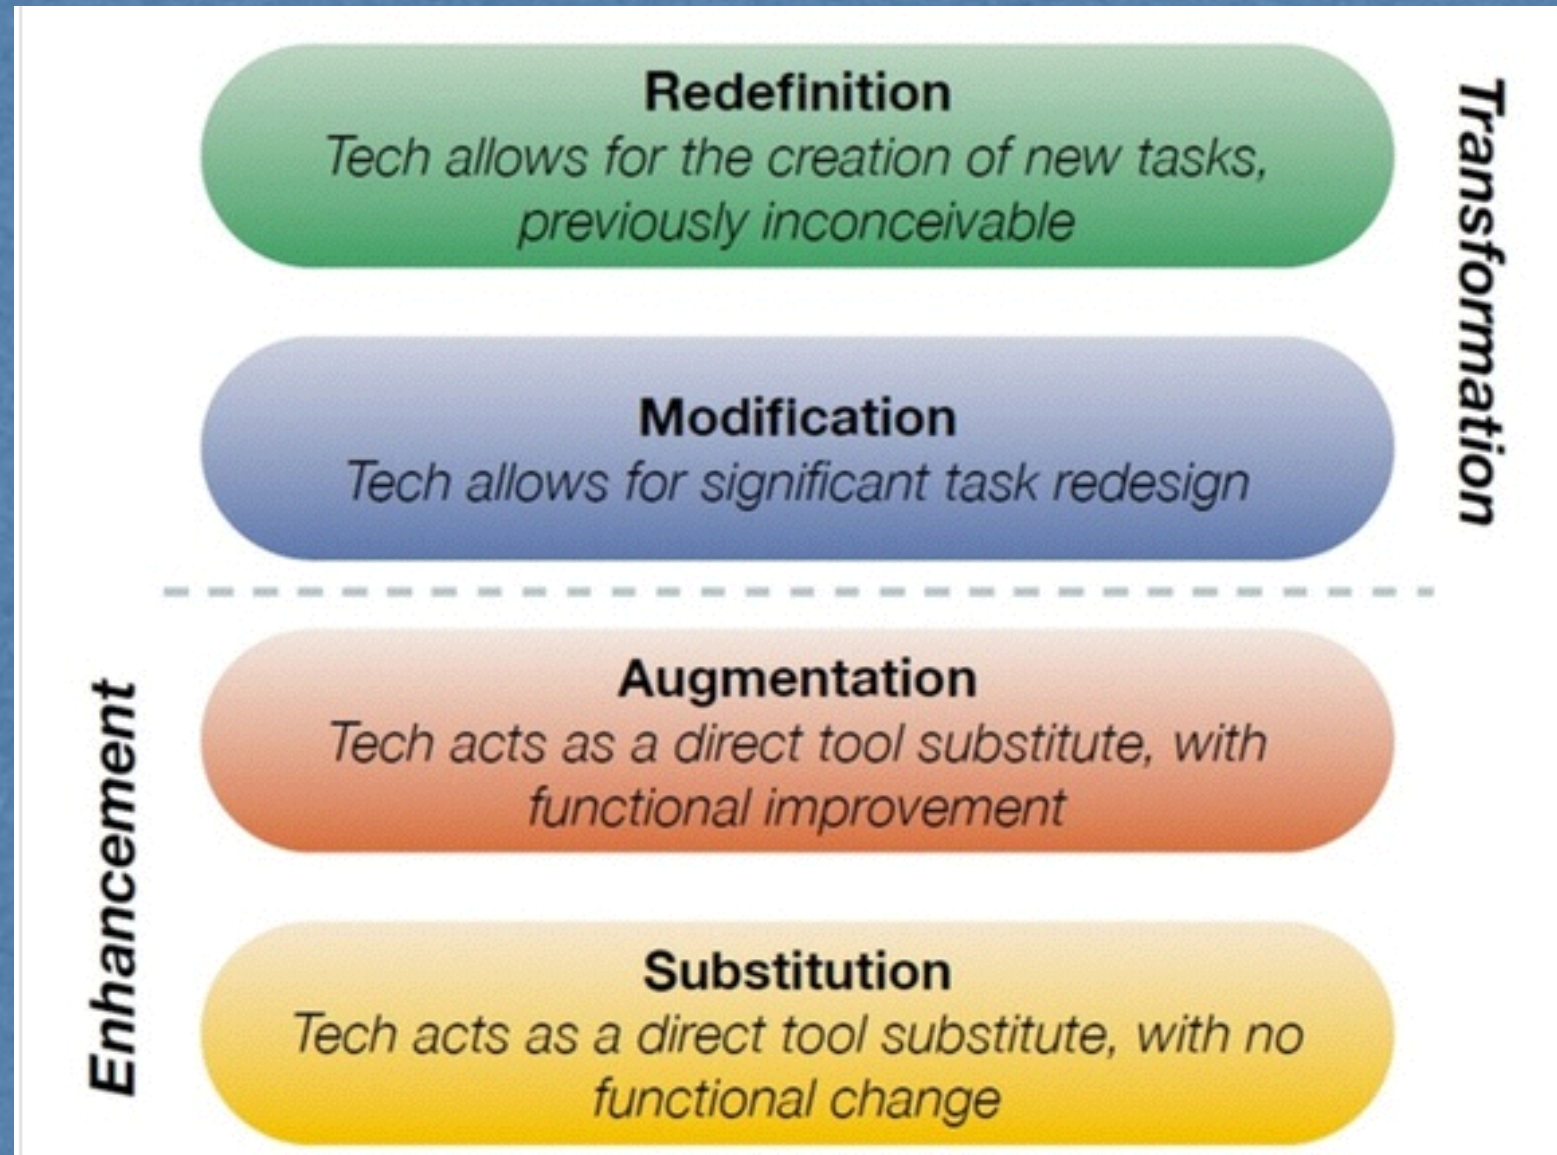 Redefinition
Tech allows for the creation of new tasks,
previously inconceivable
Modification
Tech allows for significant task redesign
Transformation
Augmentation
Tech acts as a direct tool substitute, with
functional improvement
Substitution
Tech acts as a direct tool substitute, with no
functional change
Enhancement